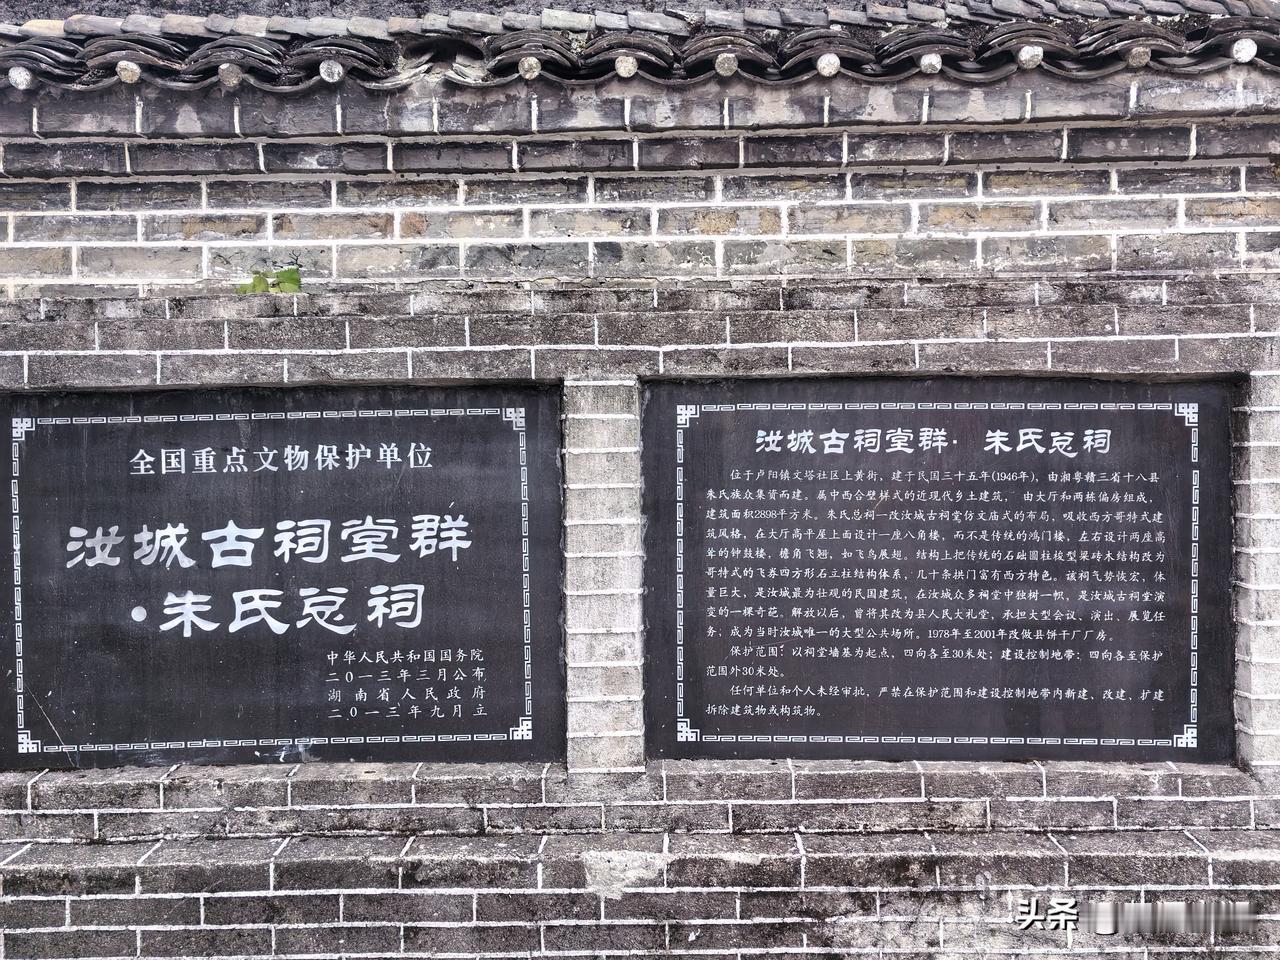 全国重点文物保护单位
汝城古祠堂群
·朱氏总祠
中华人民共和国国务院
二〇一三年三月公布
湖南省人民政府
二〇一三年九月立
汝城古祠堂群·朱氏总祠
位于卢阳镇文塔社区上黄街，建于民国三十五年(1946年)，由湘粤赣三省十八县
朱氏族众集资而建。属中西合壁样式的近现代乡土建筑，由大厅和两栋偏房组成，
建筑面积2898平方米。朱氏总祠一改汝城古祠堂仿文庙式的布局，吸收西方哥特式建
筑风格，在大厅高平屋上面设计一座八角楼，而不是传统的鸿门楼，左右设计两座高
耸的钟鼓楼，檐角飞翘，如飞鸟展翅。结构上把传统的石础圆柱梭型梁砖木结构改为
哥特式的飞券四方形石立柱结构体系，几十条拱门富有西方特色。该祠气势恢宏，体
量巨大，是汝城最为壮观的民国建筑，在汝城众多祠堂中独树一帜，是汝城古祠堂演
变的一棵奇葩。解放以后，曾将其改为县人民大礼堂，承担大型会议、演出、展览任
务，成为当时汝城唯一的大型公共场所。1978年至2001年改做县饼干厂厂房。
保护范围：以祠堂墙基为起点，四向各至30米处；建设控制地带：四向各至保护
范围外30米处。
任何单位和个人未经审批，严禁在保护范围和建设控制地带内新建、改建、扩建
拆除建筑物或构筑物。
头条